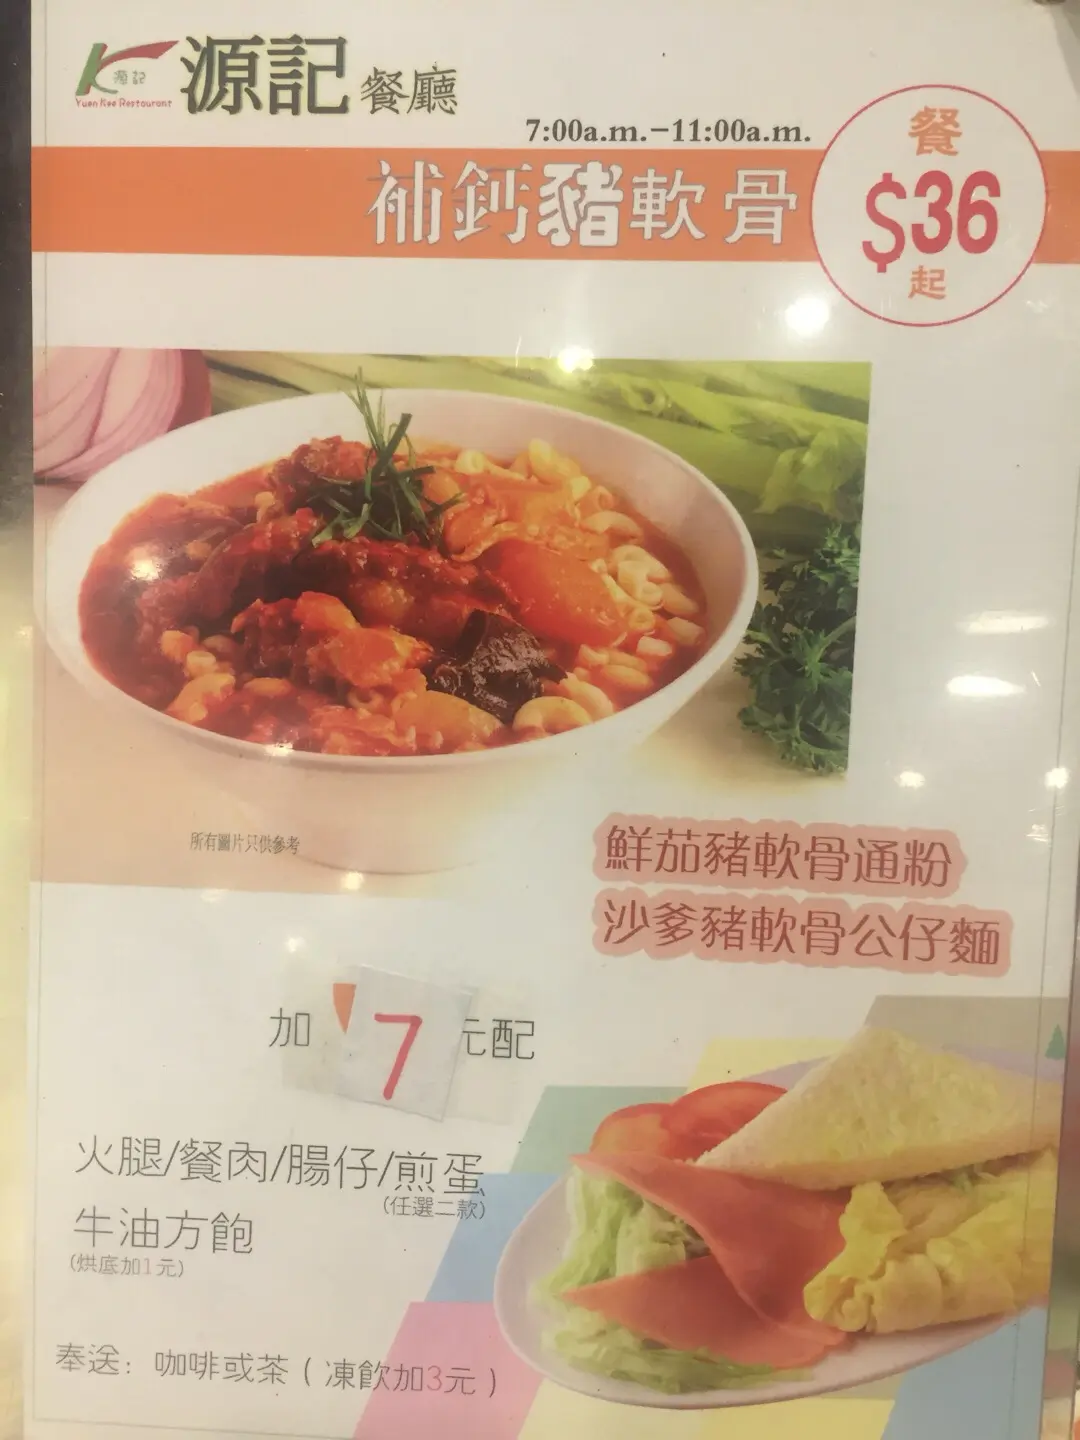 源記
Yuen Kee Restaurant
源記餐廳
7:00a.m.-11:00a.m.
補鈣豬軟骨
餐
$36
起
所有圖片只供參考
鮮茄豬軟骨通粉
沙爹豬軟骨公仔麵
加 7 元配
火腿/餐肉/腸仔/煎蛋
(任選二款)
牛油方飽
(烘底加1元)
奉送：咖啡或茶（凍飲加3元）